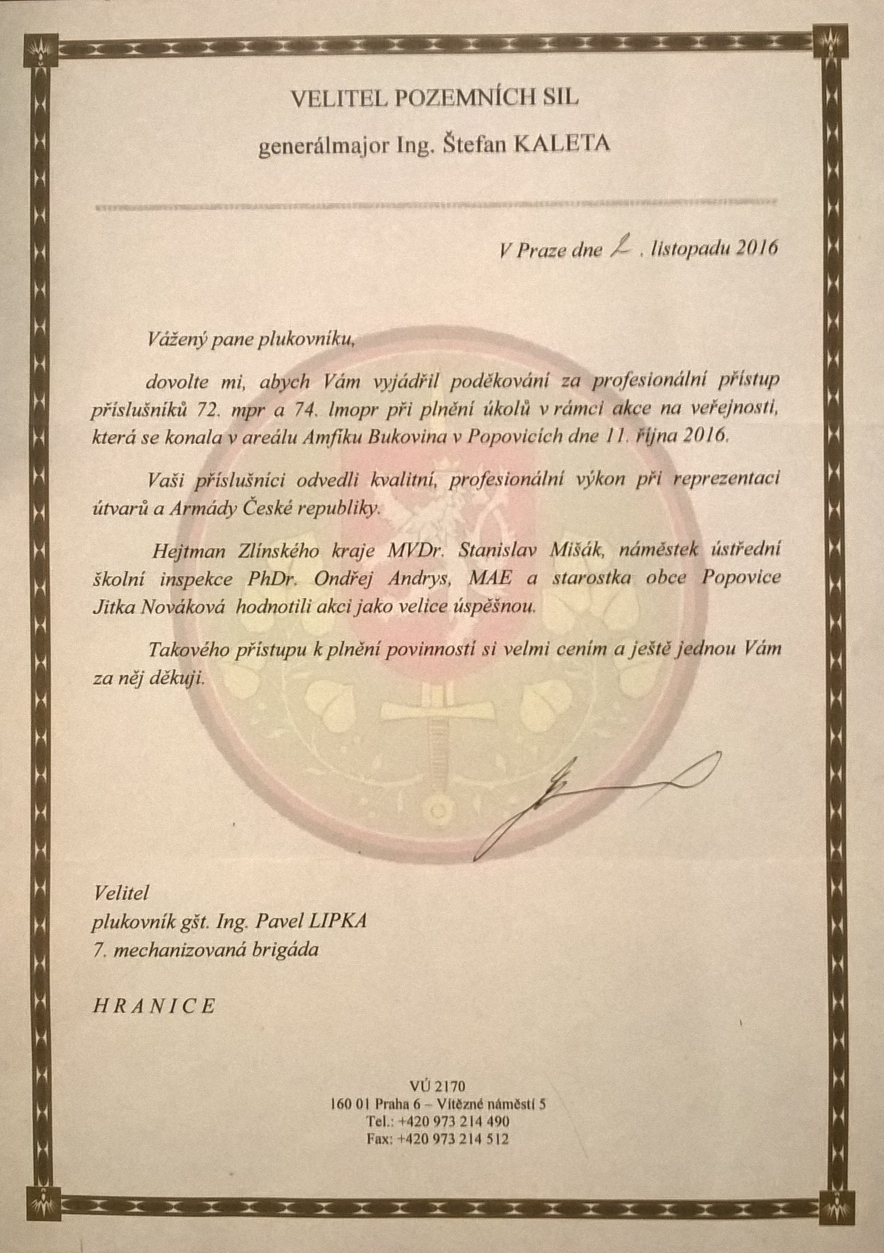 VELITEL POZEMNÍCH SIL
generálmajor Ing. Štefan KALETA
V Praze dne 2. listopadu 2016
Vážený pane plukovníku,
dovolte mi, abych Vám vyjádřil poděkování za profesionální přístup
příslušníků 72. mpr a 74. lmopr při plnění úkolů v rámci akce na veřejnosti,
která se konala v areálu Amfíku Bukovina v Popovicích dne 11. října 2016.
Vaši příslušníci odvedli kvalitní, profesionální výkon při reprezentaci
útvarů a Armády České republiky.
Hejtman Zlínského kraje MVDr. Stanislav Mišák, náměstek ústřední
školní inspekce PhDr. Ondřej Andrys, MAE a starostka obce Popovice
Jitka Nováková hodnotili akci jako velice úspěšnou.
Takového přístupu k plnění povinností si velmi cením a ještě jednou Vám
za něj děkuji.
Velitel
plukovník gšt. Ing. Pavel LIPKA
7. mechanizovaná brigáda
HRANICE
VÚ 2170
160 01 Praha 6 – Vítězné náměstí 5
Tel.: +420 973 214 490
Fax: +420 973 214 512